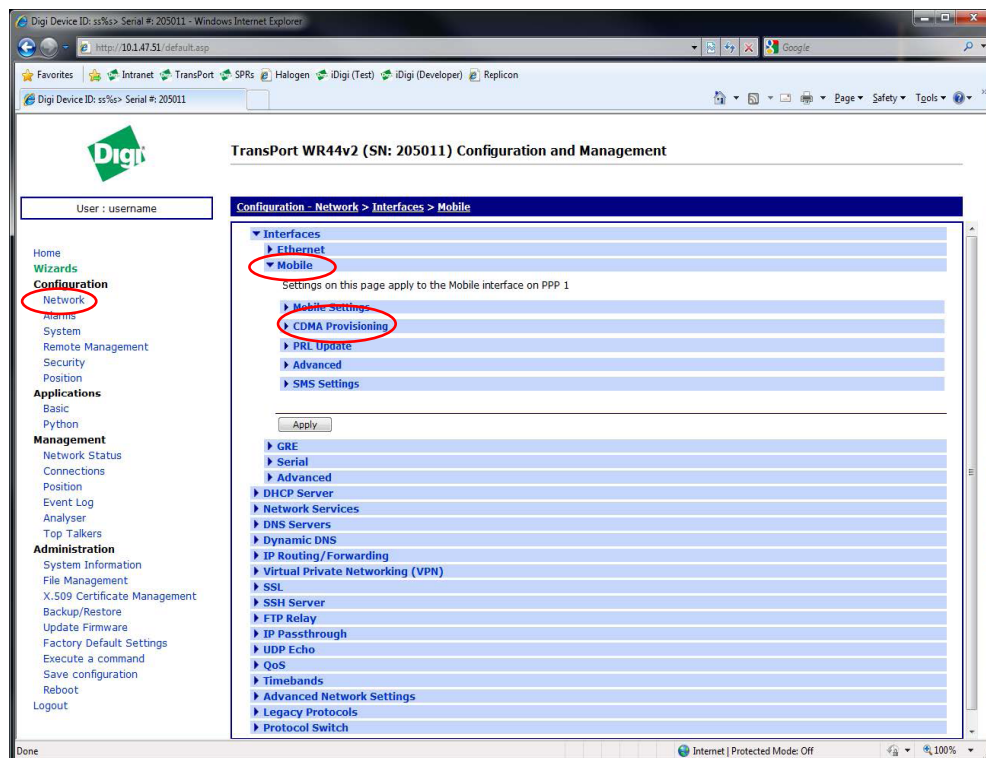 Digi Device ID: ss%s> Serial #: 205011 - Windows Internet Explorer
http://10.1.47.51/default.asp
Google
Favorites Intranet TransPort SPRs Halogen iDigi (Test) iDigi (Developer) Replicon
Digi Device ID: ss%s> Serial #: 205011
Page Safety Tools
Digi
TransPort WR44v2 (SN: 205011) Configuration and Management
User : username
Configuration - Network > Interfaces > Mobile
Home
Wizards
Configuration
Network
Alarms
System
Remote Management
Security
Position
Applications
Basic
Python
Management
Network Status
Connections
Position
Event Log
Analyser
Top Talkers
Administration
System Information
File Management
X.509 Certificate Management
Backup/Restore
Update Firmware
Factory Default Settings
Execute a command
Save configuration
Reboot
Logout
Interfaces
Ethernet
Mobile
Settings on this page apply to the Mobile interface on PPP 1
Mobile Settings
CDMA Provisioning
PRL Update
Advanced
SMS Settings
Apply
GRE
Serial
Advanced
DHCP Server
Network Services
DNS Servers
Dynamic DNS
IP Routing/Forwarding
Virtual Private Networking (VPN)
SSL
SSH Server
FTP Relay
IP Passthrough
UDP Echo
QoS
Timebands
Advanced Network Settings
Legacy Protocols
Protocol Switch
Done
Internet | Protected Mode: Off
100%